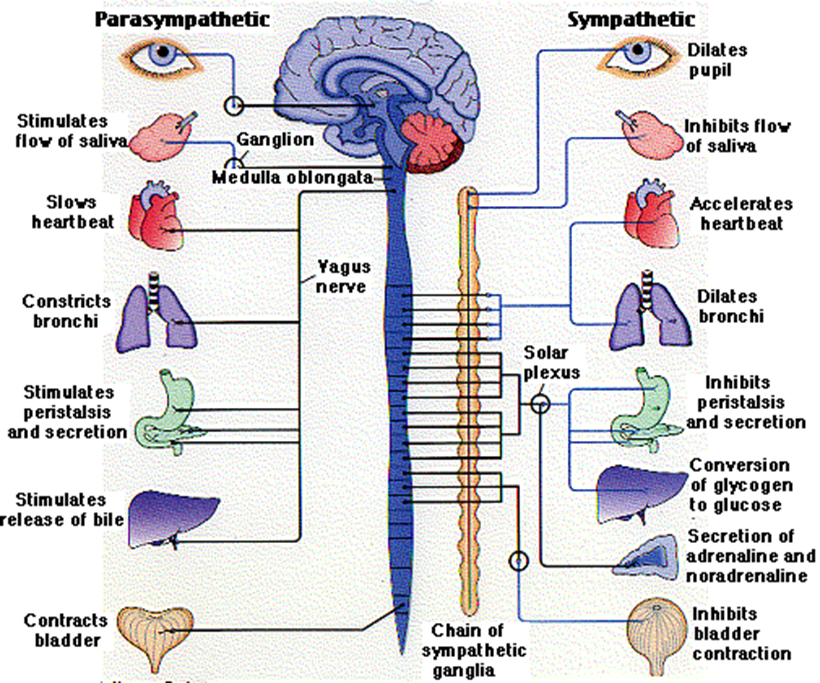 Parasympathetic
Sympathetic
Dilates
pupil
Stimulates
flow of saliva
Ganglion
Medulla oblongata
Inhibits flow
of saliva
Slows
heartbeat
Accelerates
heartbeat
Vagus
nerve
Constricts
bronchi
Dilates
bronchi
Solar
plexus
Stimulates
peristalsis
and secretion
Inhibits
peristalsis
and secretion
Stimulates
release of bile
Conversion
of glycogen
to glucose
Secretion of
adrenaline and
noradrenaline
Contracts
bladder
Chain of
sympathetic
ganglia
Inhibits
bladder
contraction